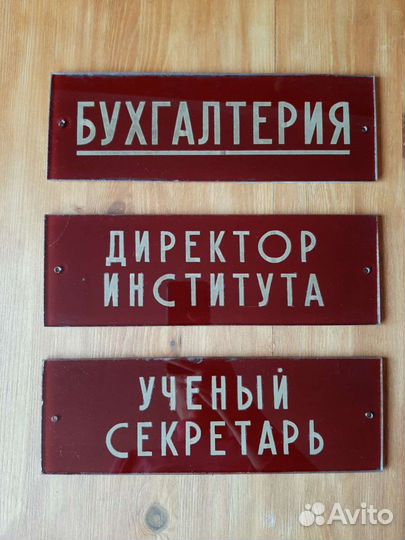 БУХГАЛТЕРИЯ
ДИРЕКТОР
ИНСТИТУТА
УЧЕНЫЙ
СЕКРЕТАРЬ
Avito